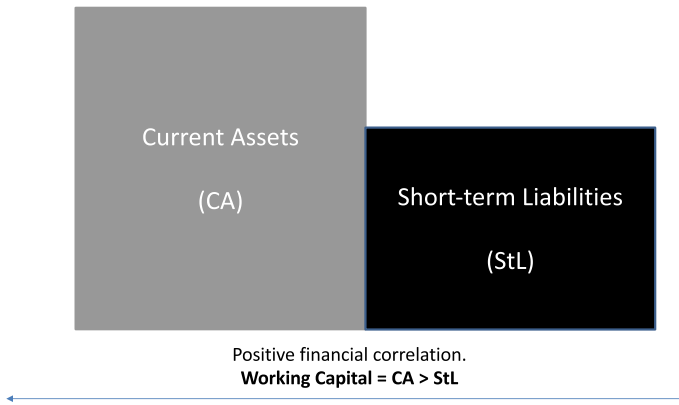 Current Assets
(CA)
Short-term Liabilities
(StL)
Positive financial correlation.
Working Capital = CA > StL